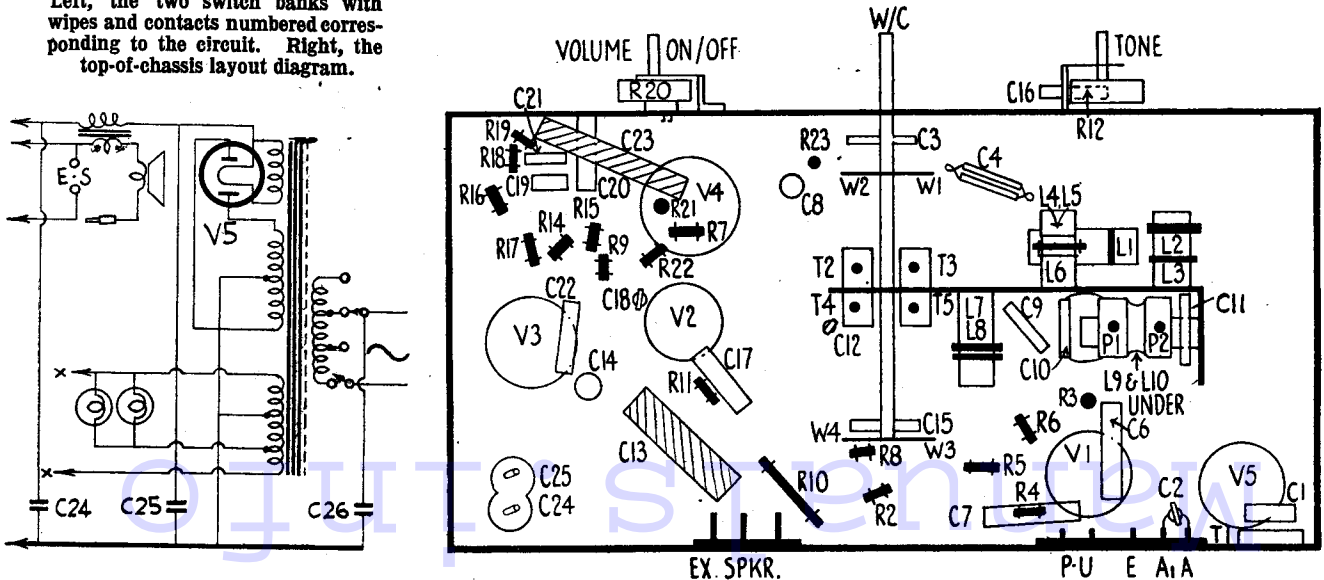 Left, the two switch banks with
wipes and contacts numbered corres-
ponding to the circuit. Right, the
top-of-chassis layout diagram.
W/C
VOLUME ON/OFF
TONE
R20
C16
R12
C21
R19
C23
R18
C19
C20
V4
R23
C3
C4
W2
W1
C8
E·S
R16
R21
R15
R7
R14
R17
R9
R22
L4,L5
L1
L2
L6
L3
V5
T2
T3
C22
C18
T4
T5
L7
C9
C11
V3
V2
C12
L8
P1
P2
C14
C17
C10
L9&L10
UNDER
R11
R3
C6
×
R6
W4
C15
W3
C13
R8
R5
V1
V5
×
C25
R10
C24
R2
R4
C2
C1
C24
C25
C26
C7
T1
EX. SPKR.
P·U
E
A1
A
manuals info